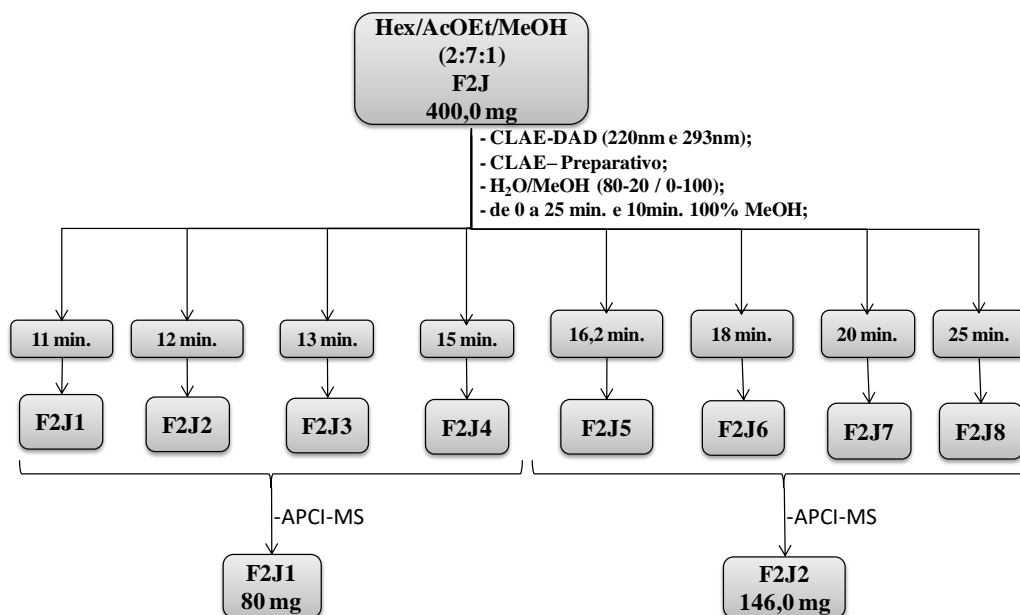 Hex/AcOEt/MeOH
(2:7:1)
F2J
400,0 mg
- CLAE-DAD (220nm e 293nm);
- CLAE– Preparativo;
- H₂O/MeOH (80-20 / 0-100);
- de 0 a 25 min. e 10min. 100% MeOH;
11 min.
12 min.
13 min.
15 min.
16,2 min.
18 min.
20 min.
25 min.
F2J1
F2J2
F2J3
F2J4
F2J5
F2J6
F2J7
F2J8
-APCI-MS
-APCI-MS
F2J1
80 mg
F2J2
146,0 mg